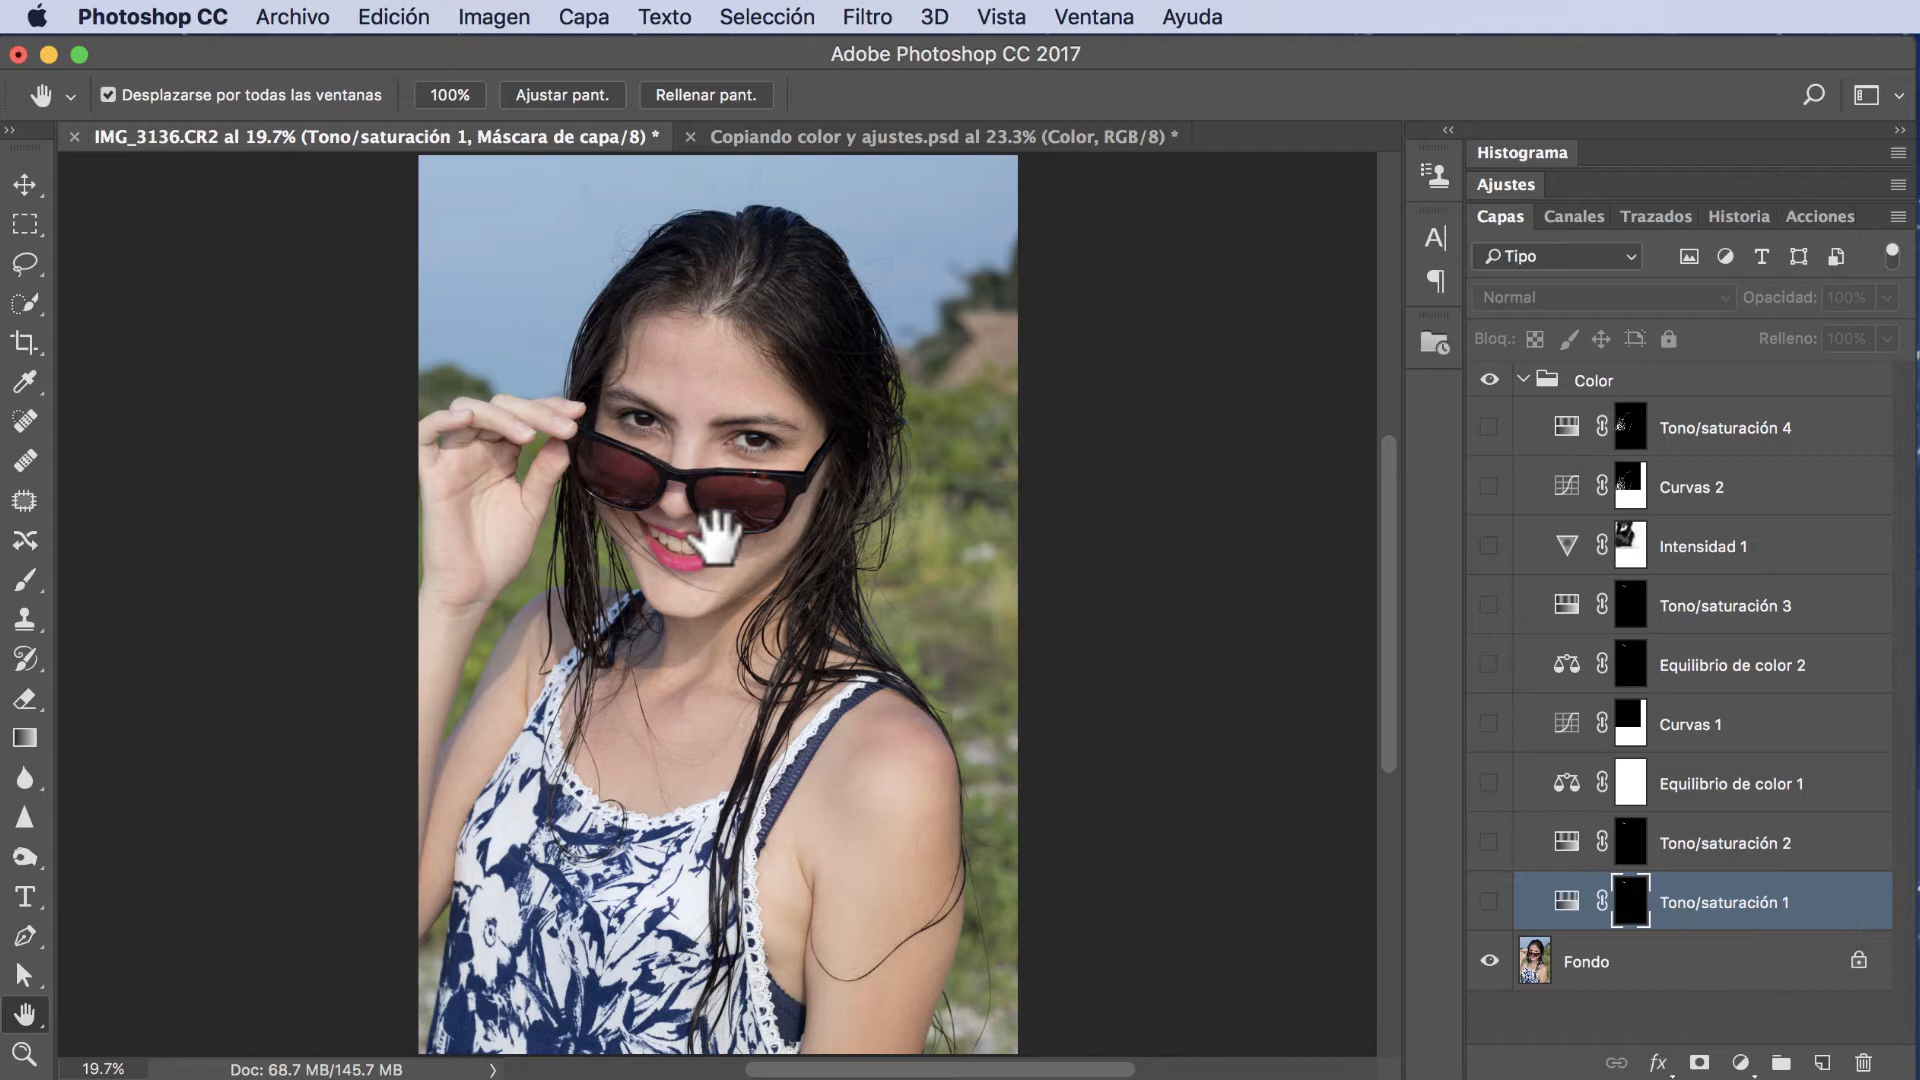 Photoshop CC Archivo Edición Imagen Capa Texto Selección Filtro 3D Vista Ventana Ayuda
Adobe Photoshop CC 2017
Desplazarse por todas las ventanas 100% Ajustar pant. Rellenar pant.
IMG_3136.CR2 al 19.7% (Tono/saturación 1, Máscara de capa/8) * Copiando color y ajustes.psd al 23.3% (Color, RGB/8) *
Histograma
Ajustes
Capas Canales Trazados Historia Acciones
Tipo
Normal Opacidad: 100%
Bloq.: Relleno: 100%
Color
Tono/saturación 4
Curvas 2
Intensidad 1
Tono/saturación 3
Equilibrio de color 2
Curvas 1
Equilibrio de color 1
Tono/saturación 2
Tono/saturación 1
Fondo
19.7% Doc: 68.7 MB/145.7 MB